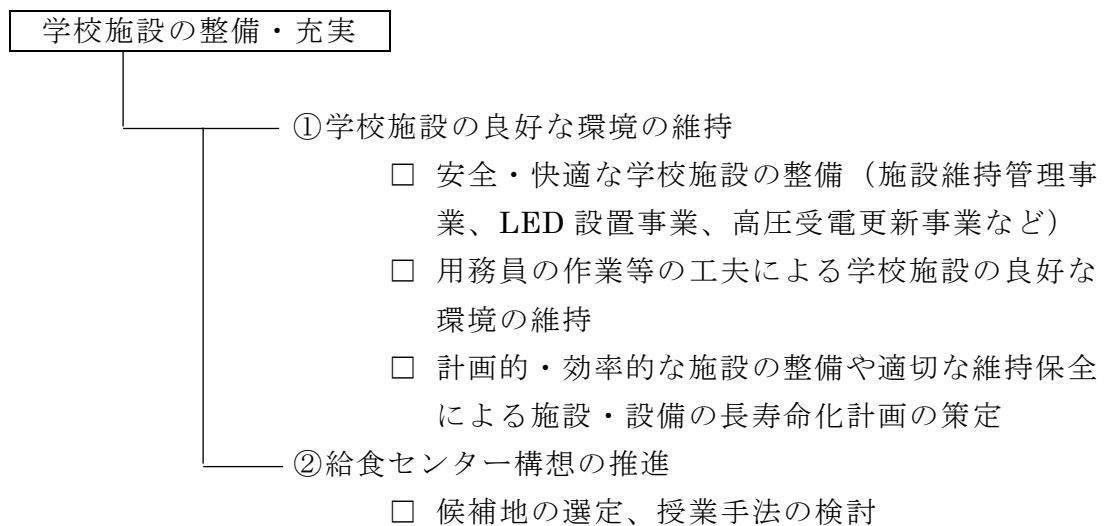 学校施設の整備・充実
①学校施設の良好な環境の維持
□ 安全・快適な学校施設の整備（施設維持管理事
業、LED 設置事業、高圧受電更新事業など）
□ 用務員の作業等の工夫による学校施設の良好な
環境の維持
□ 計画的・効率的な施設の整備や適切な維持保全
による施設・設備の長寿命化計画の策定
②給食センター構想の推進
□ 候補地の選定、授業手法の検討